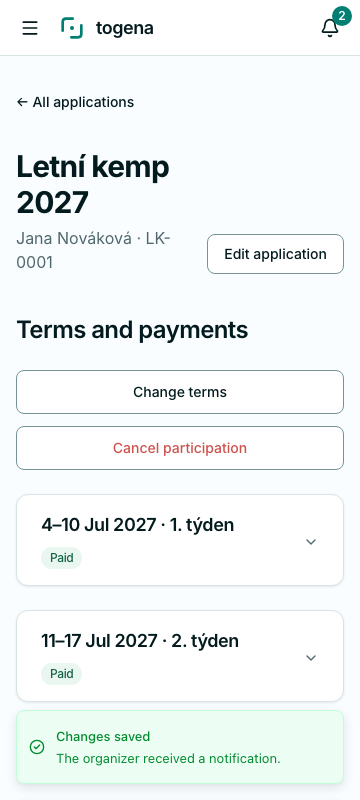 togena
2
← All applications
Letní kemp
2027
Jana Nováková · LK-
0001
Edit application
Terms and payments
Change terms
Cancel participation
4–10 Jul 2027 · 1. týden
Paid
11–17 Jul 2027 · 2. týden
Paid
Changes saved
The organizer received a notification.